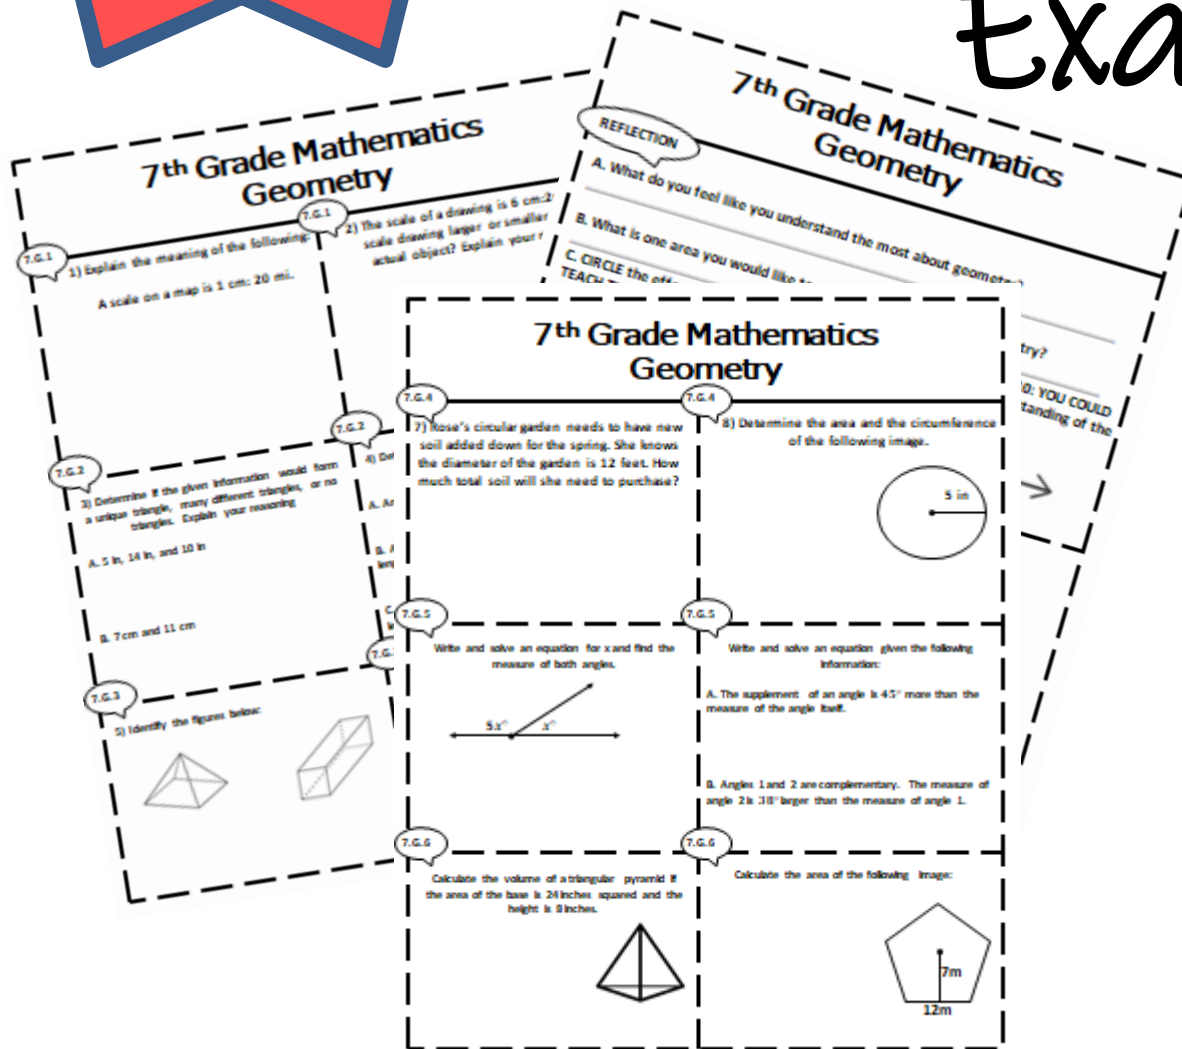 Exa
7th Grade Mathematics
Geometry
7.G.1
7.G.1
1) Explain the meaning of the following:
A scale on a map is 1 cm: 20 mi.
2) The scale of a drawing is 6 cm:2
scale drawing larger or smaller
actual object? Explain your
7.G.2
7.G.2
3) Determine if the given information would form
a unique triangle, many different triangles, or no
triangles. Explain your reasoning
A. 5 in, 14 in, and 10 in
B. 7cm and 11 cm
4) De
A. An
B.
C.
7.G.3
7.G.
5) Identify the figures below:
7th Grade Mathematics
Geometry
REFLECTION
A. What do you feel like you understand the most about geometry?
B. What is one area you would like
try?
C. CIRCLE the eff
10: YOU COULD
TEACH
tanding of the
7th Grade Mathematics
Geometry
7.G.4
7.G.4
7) Rose's circular garden needs to have new
soil added down for the spring. She knows
the diameter of the garden is 12 feet. How
much total soil will she need to purchase?
8) Determine the area and the circumference
of the following image.
5 in
7.G.5
7.G.5
Write and solve an equation for x and find the
measure of both angles.
5x° x°
Write and solve an equation given the following
information:
A. The supplement of an angle is 45° more than the
measure of the angle itself.
B. Angles 1 and 2 are complementary. The measure of
angle 2 is 38° larger than the measure of angle 1.
7.G.6
7.G.6
Calculate the volume of a triangular pyramid if
the area of the base is 24 inches squared and the
height is 8 inches.
Calculate the area of the following image:
7m
12m